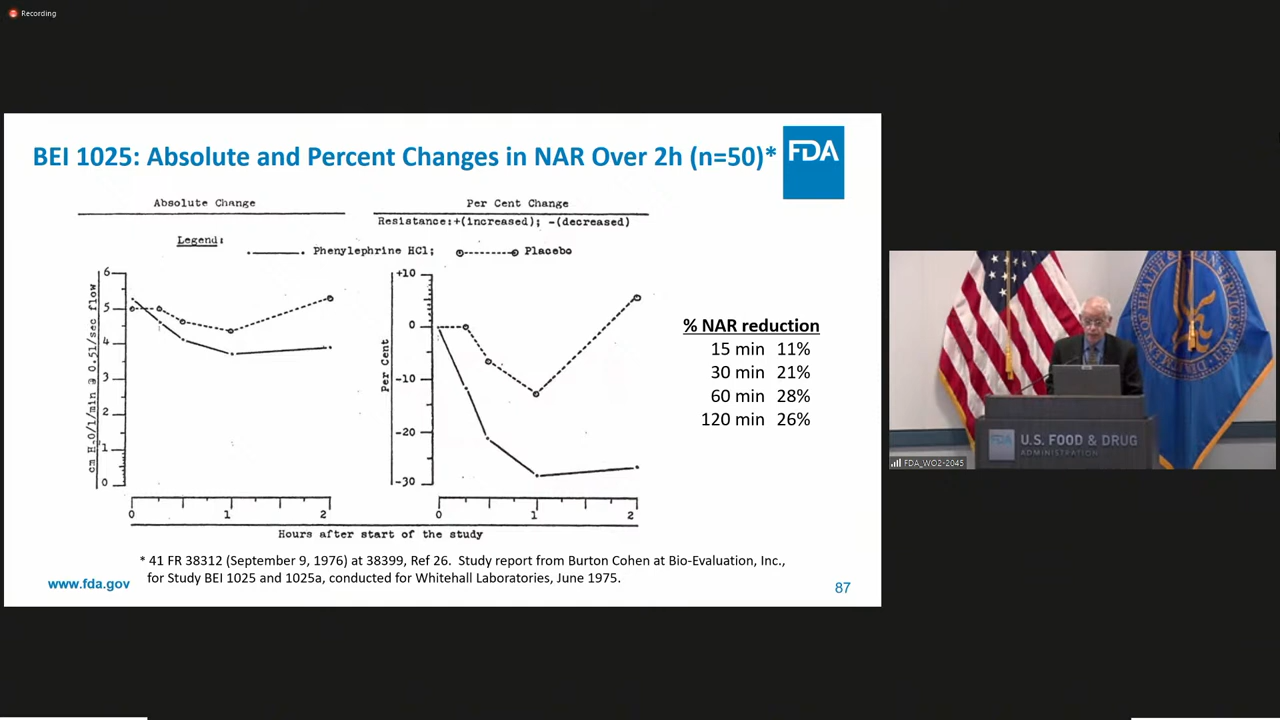 Recording
BEI 1025: Absolute and Percent Changes in NAR Over 2h (n=50)*
FDA
Absolute Change
Per Cent Change
Resistance:+(increased); -(decreased)
Legend:
Phenylephrine HCl;
Placebo
cm H20/1/min @ 0.51/sec flow
6
5
4
3
2
1
0
0
1
2
Per Cent
+10
0
-10
-20
-30
0
1
2
Hours after start of the study
% NAR reduction
15 min 11%
30 min 21%
60 min 28%
120 min 26%
* 41 FR 38312 (September 9, 1976) at 38399, Ref 26. Study report from Burton Cohen at Bio-Evaluation, Inc.,
for Study BEI 1025 and 1025a, conducted for Whitehall Laboratories, June 1975.
www.fda.gov
87
FDA
U.S. FOOD & DRUG
ADMINISTRATION
FDA_WO2-2045